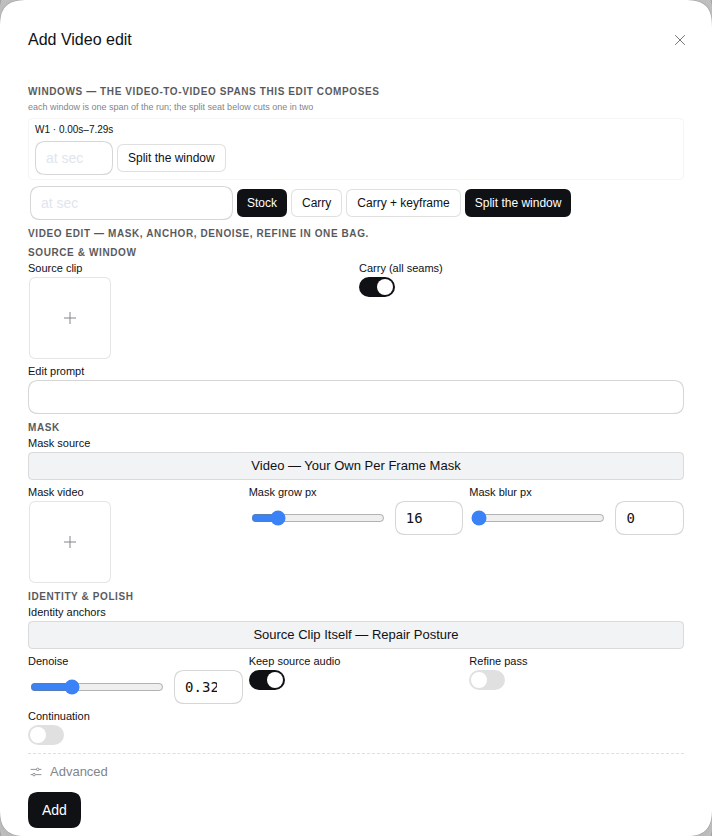 Add Video edit
WINDOWS — THE VIDEO-TO-VIDEO SPANS THIS EDIT COMPOSES
each window is one span of the run; the split seat below cuts one in two
W1 · 0.00s–7.29s
at sec
Split the window
at sec
Stock
Carry
Carry + keyframe
Split the window
VIDEO EDIT — MASK, ANCHOR, DENOISE, REFINE IN ONE BAG.
SOURCE & WINDOW
Source clip
Carry (all seams)
Edit prompt
MASK
Mask source
Video — Your Own Per Frame Mask
Mask video
Mask grow px
16
Mask blur px
0
IDENTITY & POLISH
Identity anchors
Source Clip Itself — Repair Posture
Denoise
0.32
Keep source audio
Refine pass
Continuation
Advanced
Add